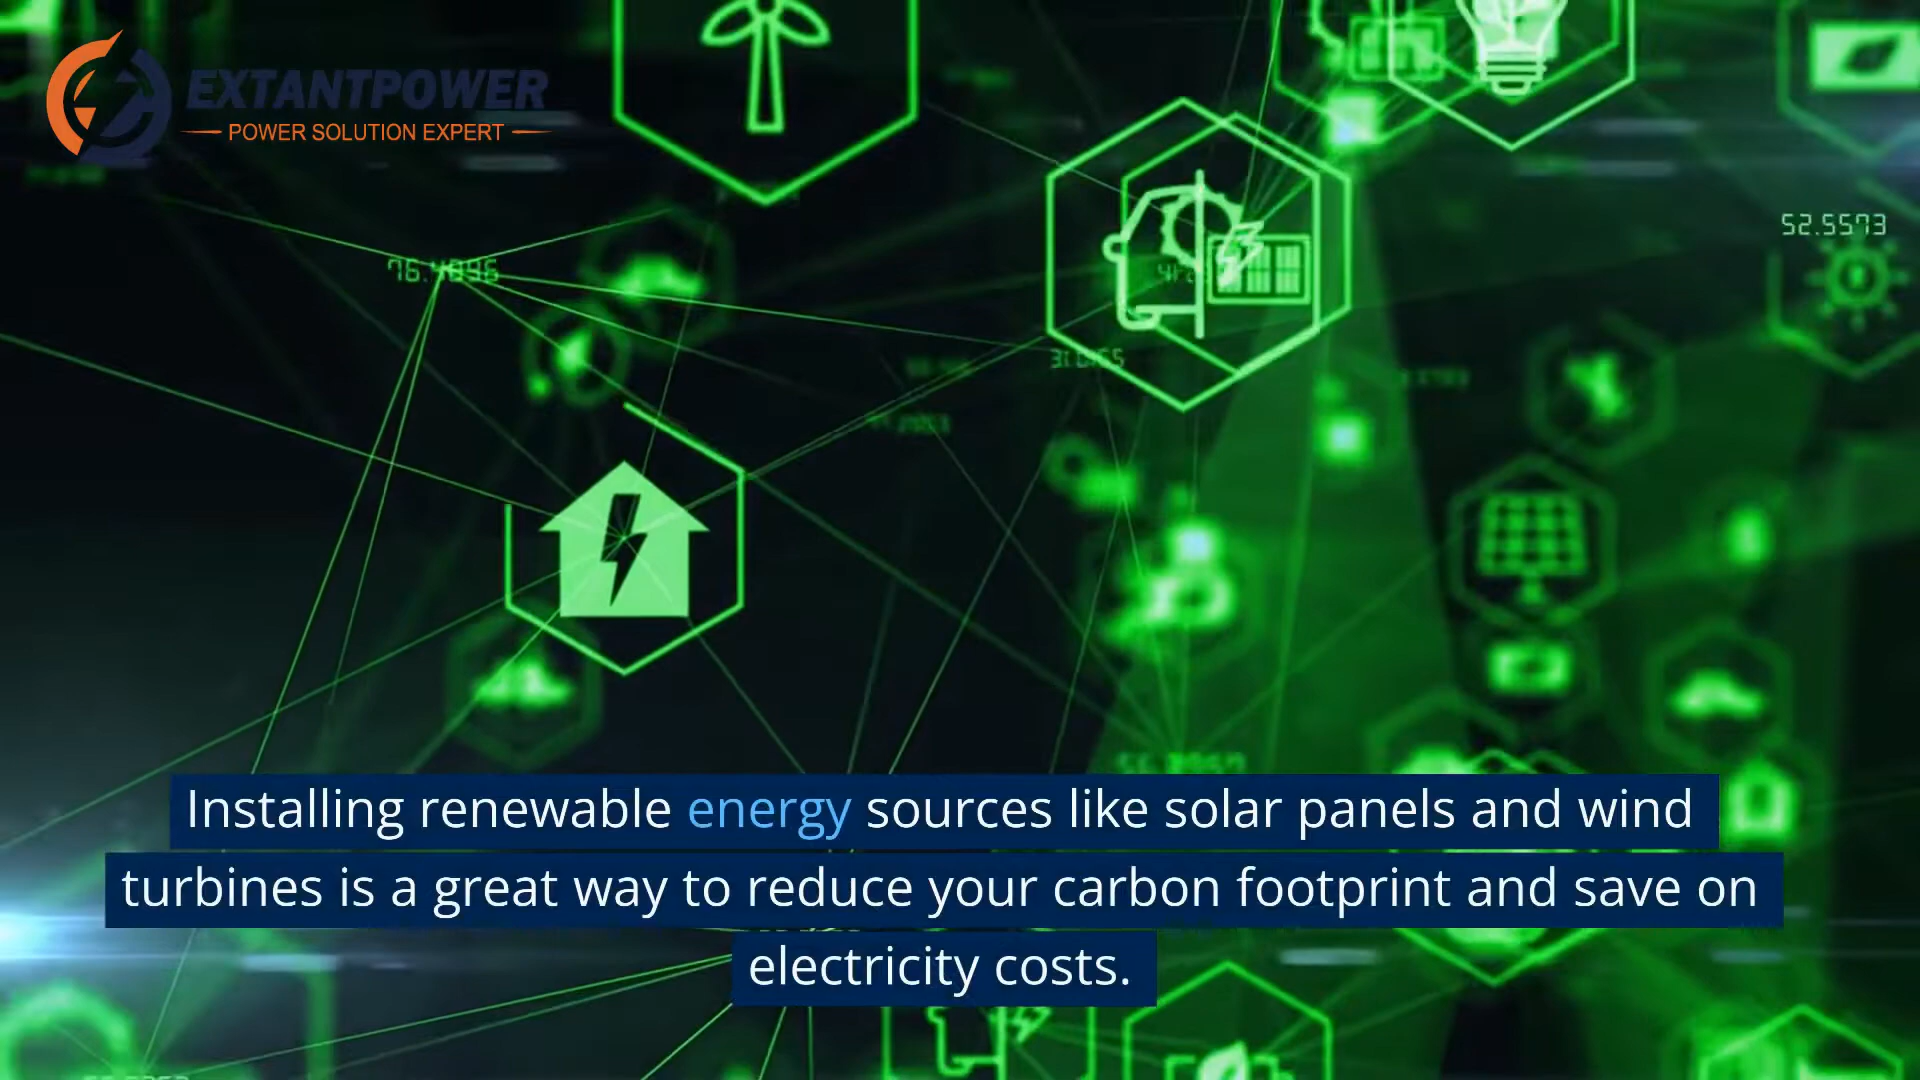 EXTANTPOWER
POWER SOLUTION EXPERT
52.5573
Installing renewable energy sources like solar panels and wind
turbines is a great way to reduce your carbon footprint and save on
electricity costs.